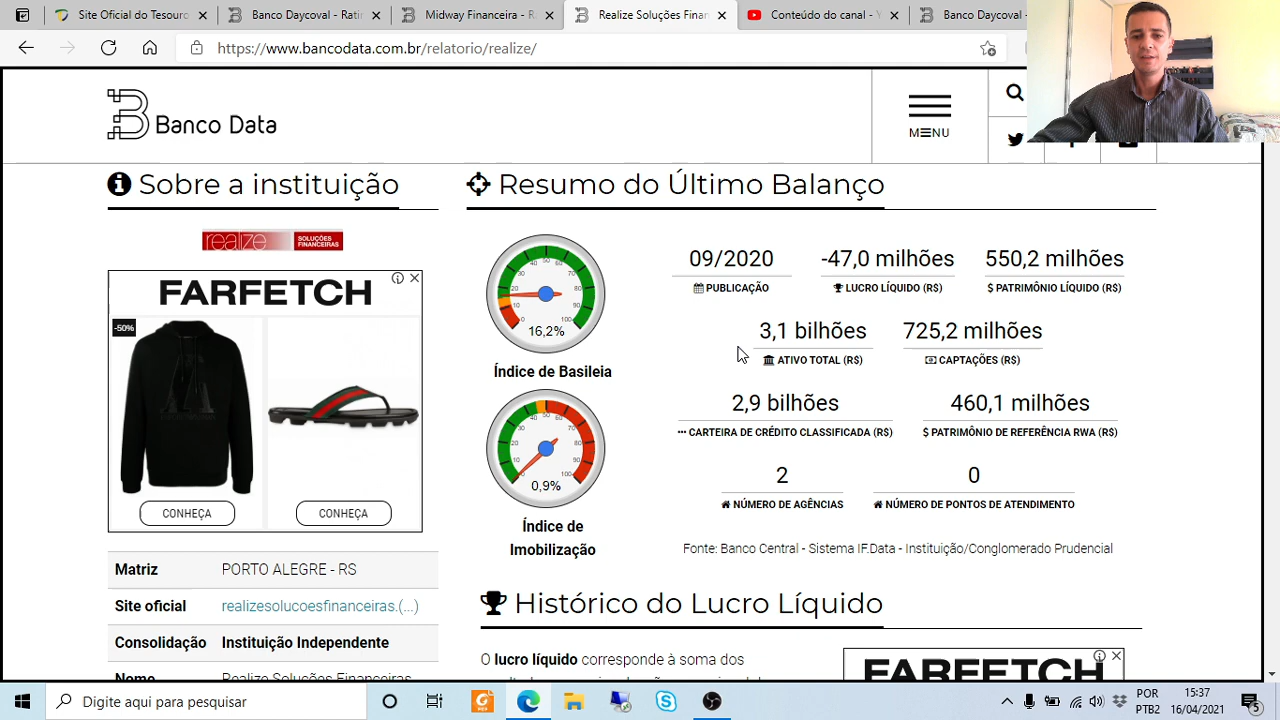 Site Oficial do Tesouro
Banco Daycoval - Rati
Midway Financeira - R
Realize Soluções Finan
Conteúdo do canal - Y
Banco Daycoval -
https://www.bancodata.com.br/relatorio/realize/
Banco Data
MENU
Sobre a instituição
realize SOLUÇÕES FINANCEIRAS
FARFETCH
-50%
CONHEÇA
CONHEÇA
Matriz PORTO ALEGRE - RS
Site oficial realizesolucoesfinanceiras.(...)
Consolidação Instituição Independente
Nome Realize Soluções Financeiras
Resumo do Último Balanço
16,2%
Índice de Basileia
0,9%
Índice de
Imobilização
09/2020
PUBLICAÇÃO
-47,0 milhões
LUCRO LÍQUIDO (R$)
550,2 milhões
$ PATRIMÔNIO LÍQUIDO (R$)
3,1 bilhões
ATIVO TOTAL (R$)
725,2 milhões
CAPTAÇÕES (R$)
2,9 bilhões
CARTEIRA DE CRÉDITO CLASSIFICADA (R$)
460,1 milhões
$ PATRIMÔNIO DE REFERÊNCIA RWA (R$)
2
NÚMERO DE AGÊNCIAS
0
NÚMERO DE PONTOS DE ATENDIMENTO
Fonte: Banco Central - Sistema IF.Data - Instituição/Conglomerado Prudencial
Histórico do Lucro Líquido
O lucro líquido corresponde à soma dos
FARFETCH
Digite aqui para pesquisar
POR
PTB2
5:37
16/04/2021
5